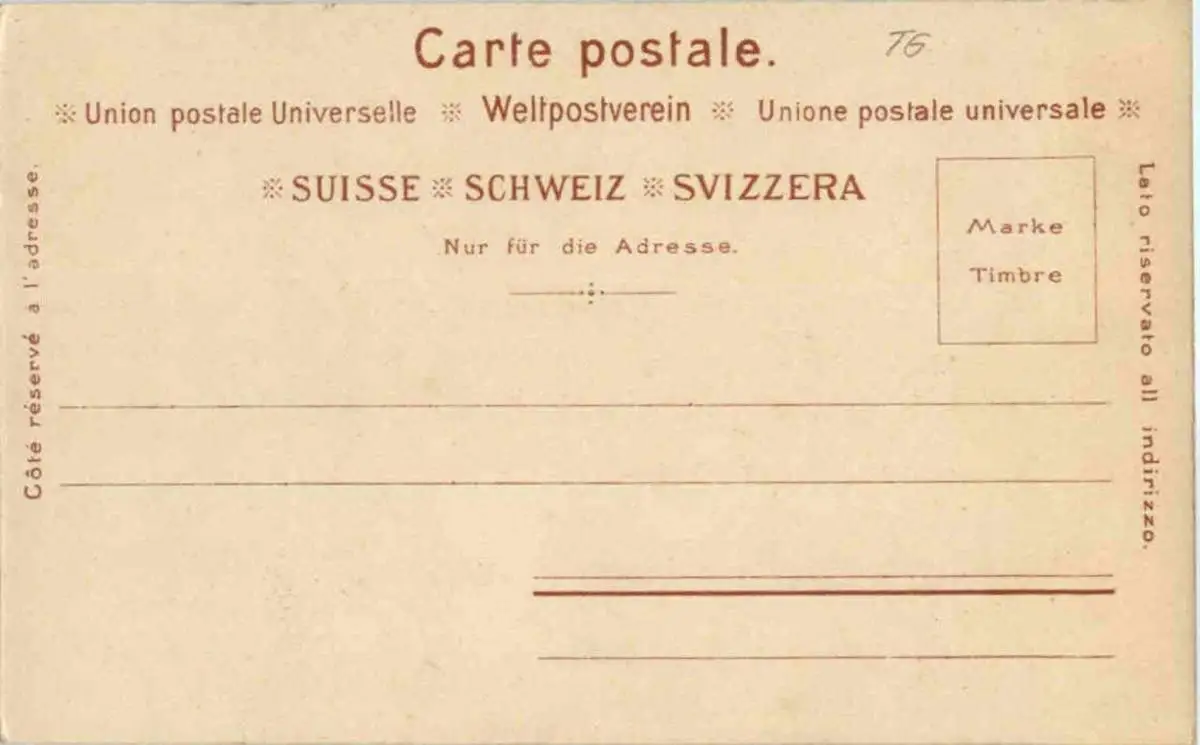 Carte postale.
TG
Union postale Universelle ※ Weltpostverein ※ Unione postale universale
SUISSE ※ SCHWEIZ ※ SVIZZERA
Nur für die Adresse.
Marke
Timbre
Côté réservé a l'adresse.
Lato riservato all indirizzo.